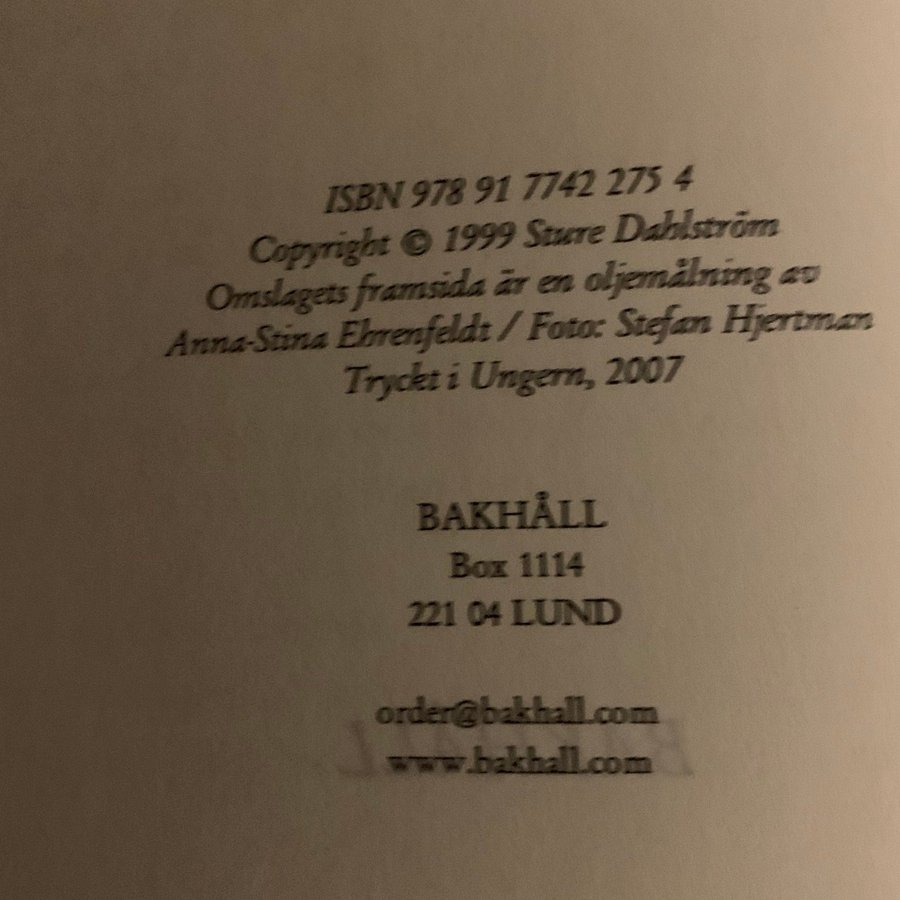 ISBN 978 91 7742 275 4
Copyright © 1999 Sture Dahlström
Omslagets framsida är en oljemålning av
Anna-Stina Ehrenfeldt / Foto: Stefan Hjertman
Tryckt i Ungern, 2007
BAKHÅLL
Box 1114
221 04 LUND
order@bakhall.com
www.bakhall.com